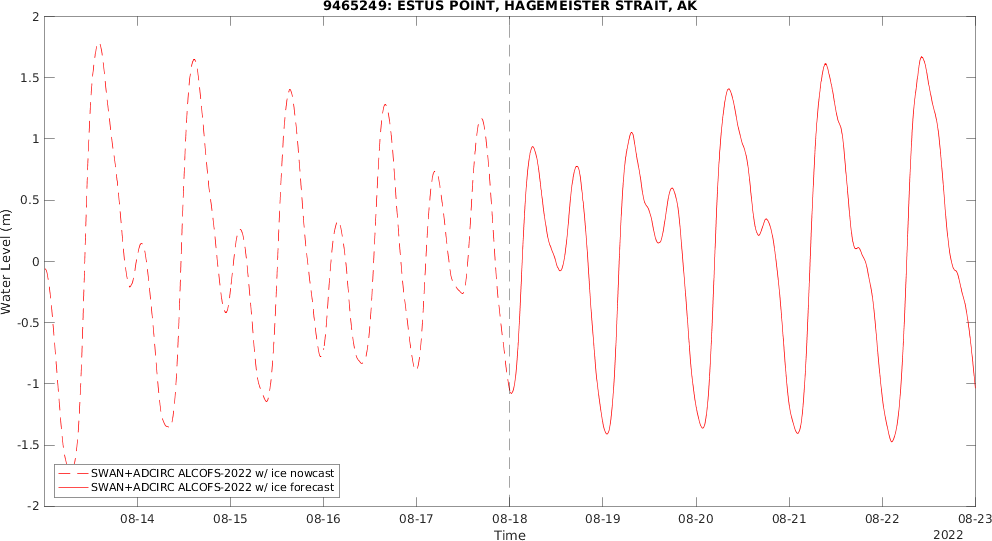 9465249: ESTUS POINT, HAGEMEISTER STRAIT, AK
2
1.5
1
0.5
0
-0.5
-1
-1.5
-2
Water Level (m)
SWAN+ADCIRC ALCOFS-2022 w/ ice nowcast
SWAN+ADCIRC ALCOFS-2022 w/ ice forecast
08-14 08-15 08-16 08-17 08-18 08-19 08-20 08-21 08-22 08-23
Time
2022